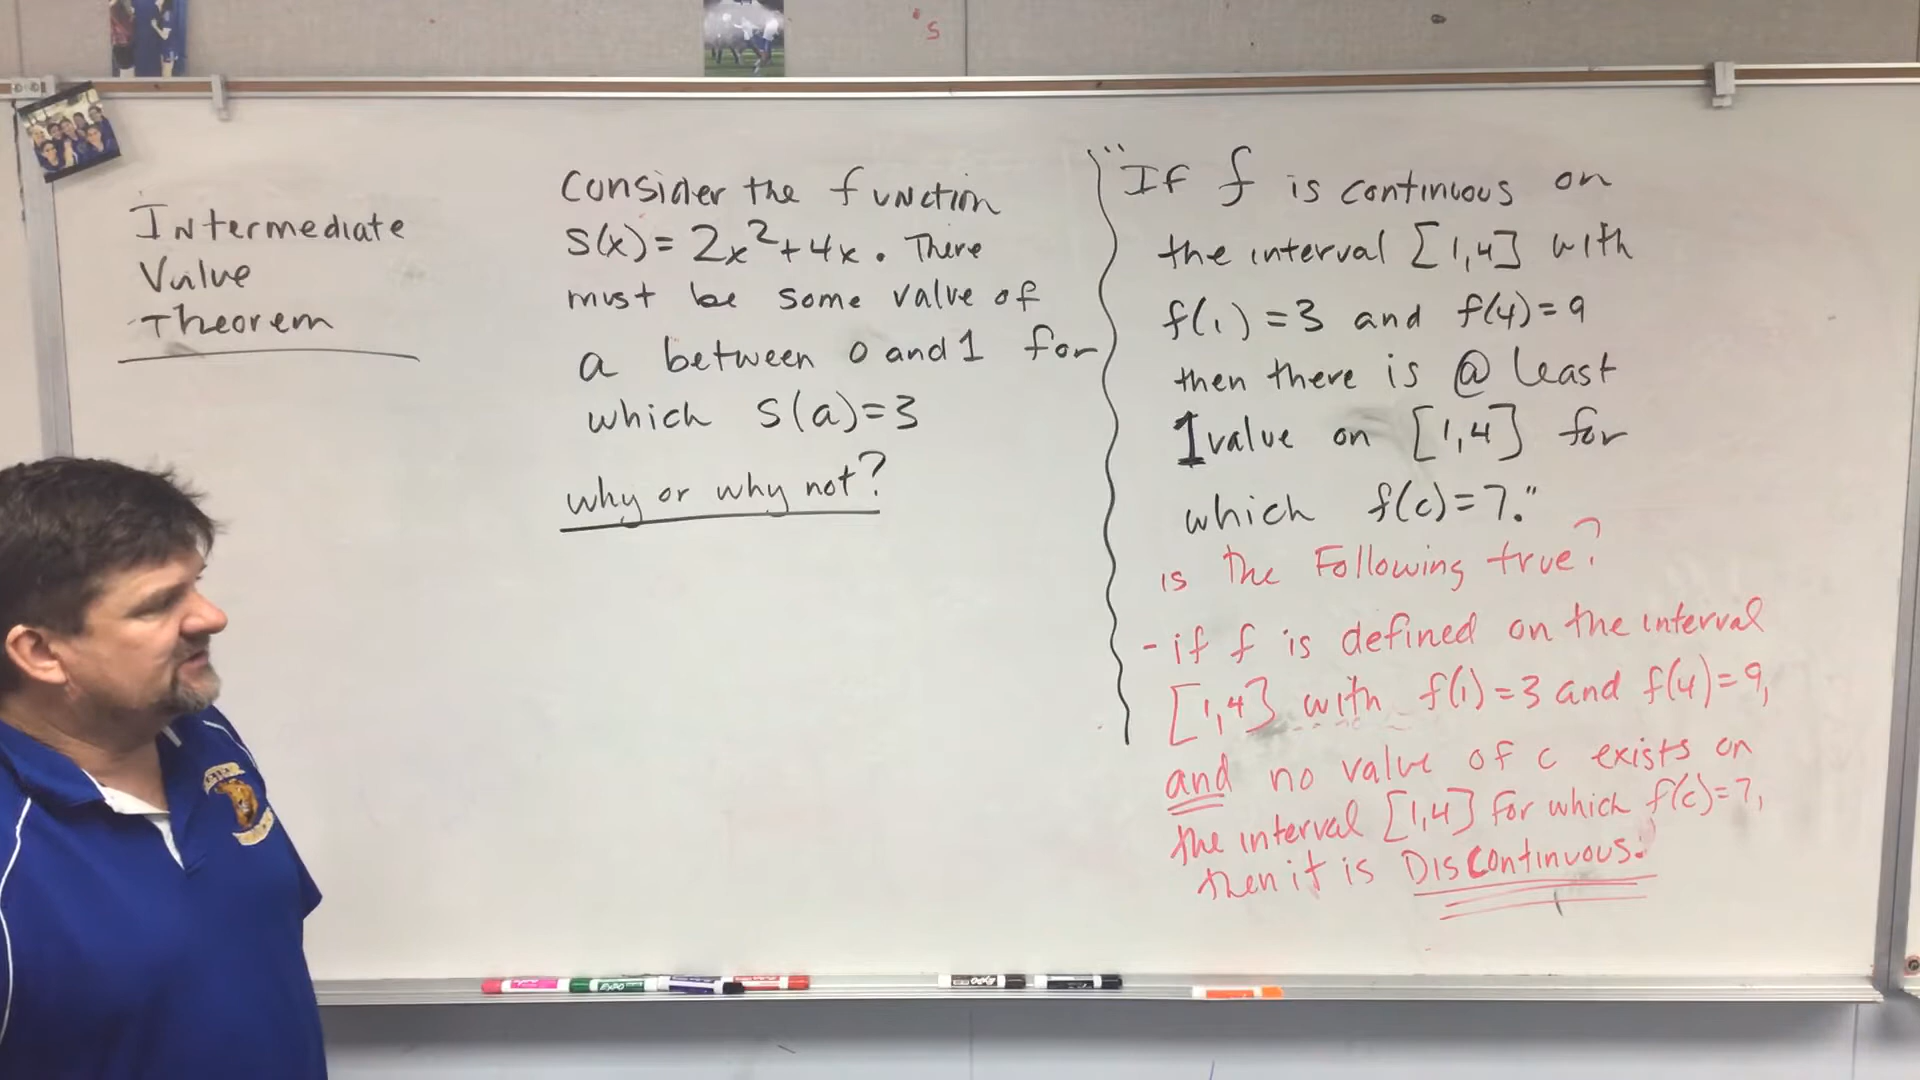 s
Intermediate
Value
Theorem
Consider the function
S(x) = 2x²+4x. There
must be some value of
a between 0 and 1 for
which S(a)=3
why or why not?
"If f is continuous on
the interval [1,4] with
f(1) = 3 and f(4)=9
then there is @ least
1 value on [1,4] for
which f(c)=7."
is the Following true?
- if f is defined on the interval
[1,4] with f(1)=3 and f(4)=9,
and no value of c exists on
the interval [1,4] for which f(c)=7,
then it is Discontinuous.
EXPO